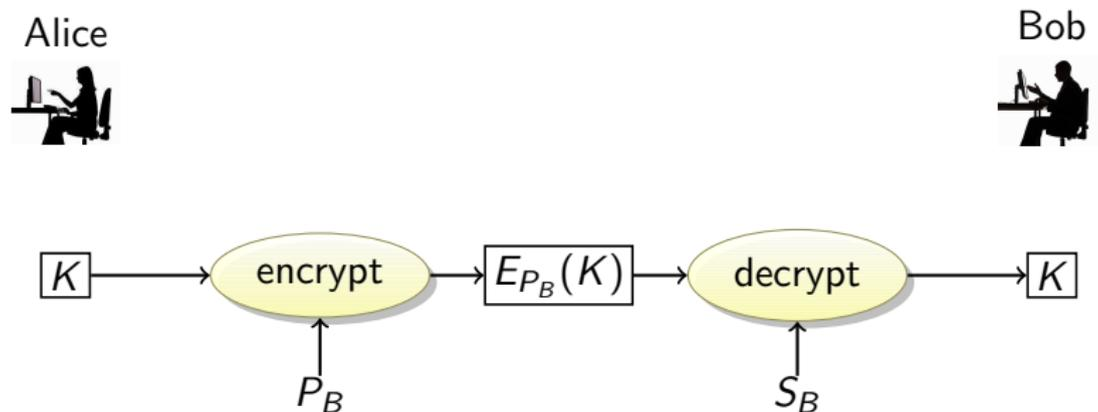 Alice Bob
K encrypt E_{P_B}(K) decrypt K
P_B S_B